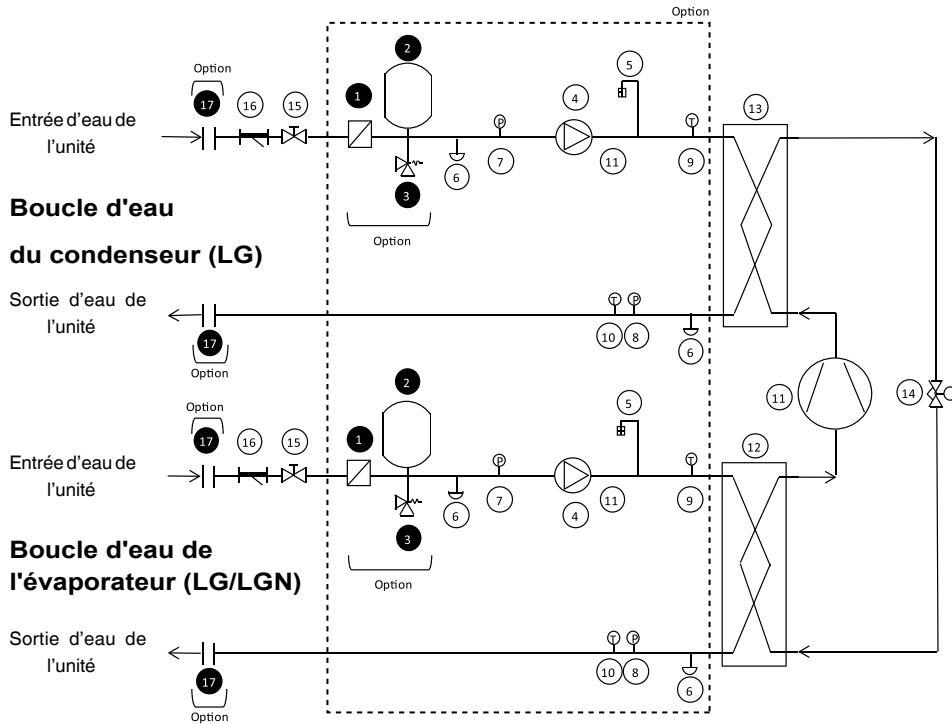 Option
Option
2
5
17
16
15
1
4
13
Entrée d'eau de
l'unité
P
T
6
7
11
9
3
Boucle d'eau
du condenseur (LG)
Option
Sortie d'eau de
l'unité
T
P
10
8
6
17
Option
2
11
14
Option
5
17
16
15
1
12
Entrée d'eau de
l'unité
P
T
6
7
4
11
9
3
Boucle d'eau de
l'évaporateur (LG/LGN)
Option
Sortie d'eau de
l'unité
T
P
10
8
6
17
Option